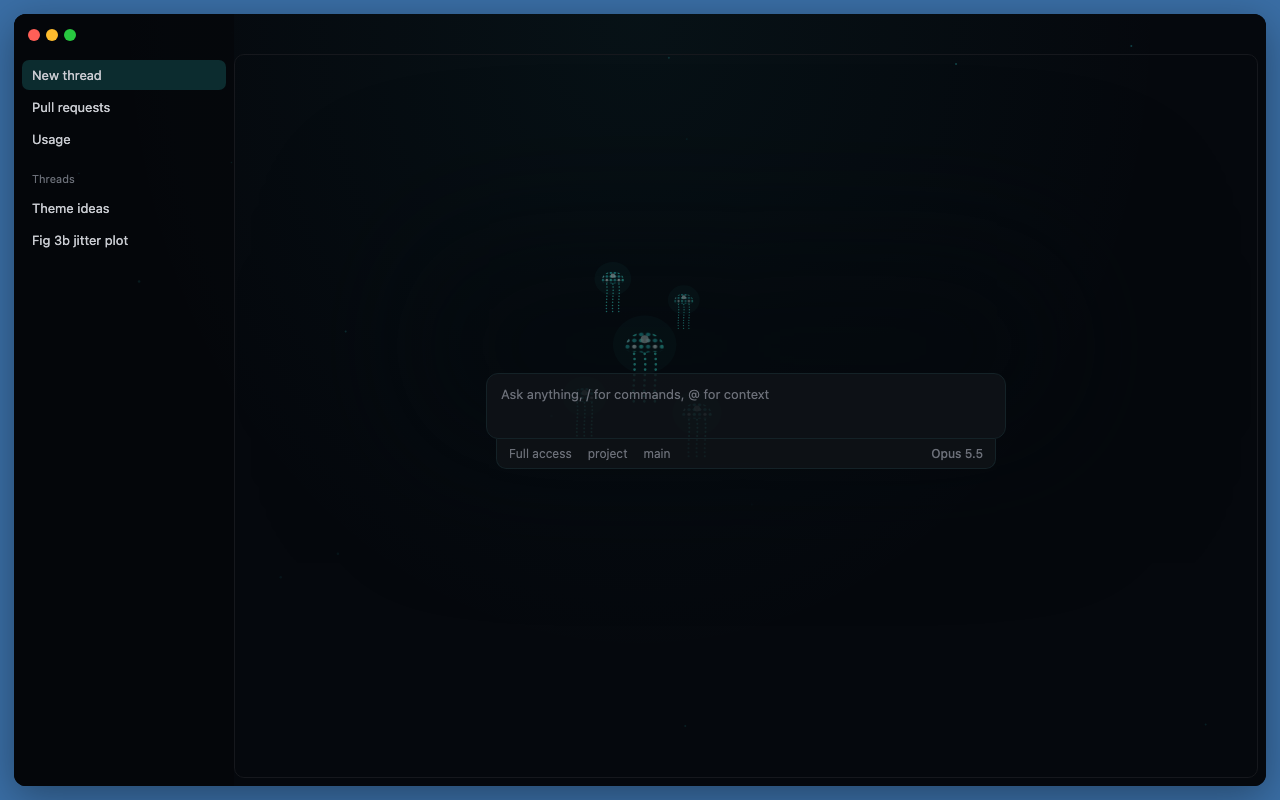 New thread
Pull requests
Usage
Threads
Theme ideas
Fig 3b jitter plot
Ask anything, / for commands, @ for context
Full access project main Opus 5.5